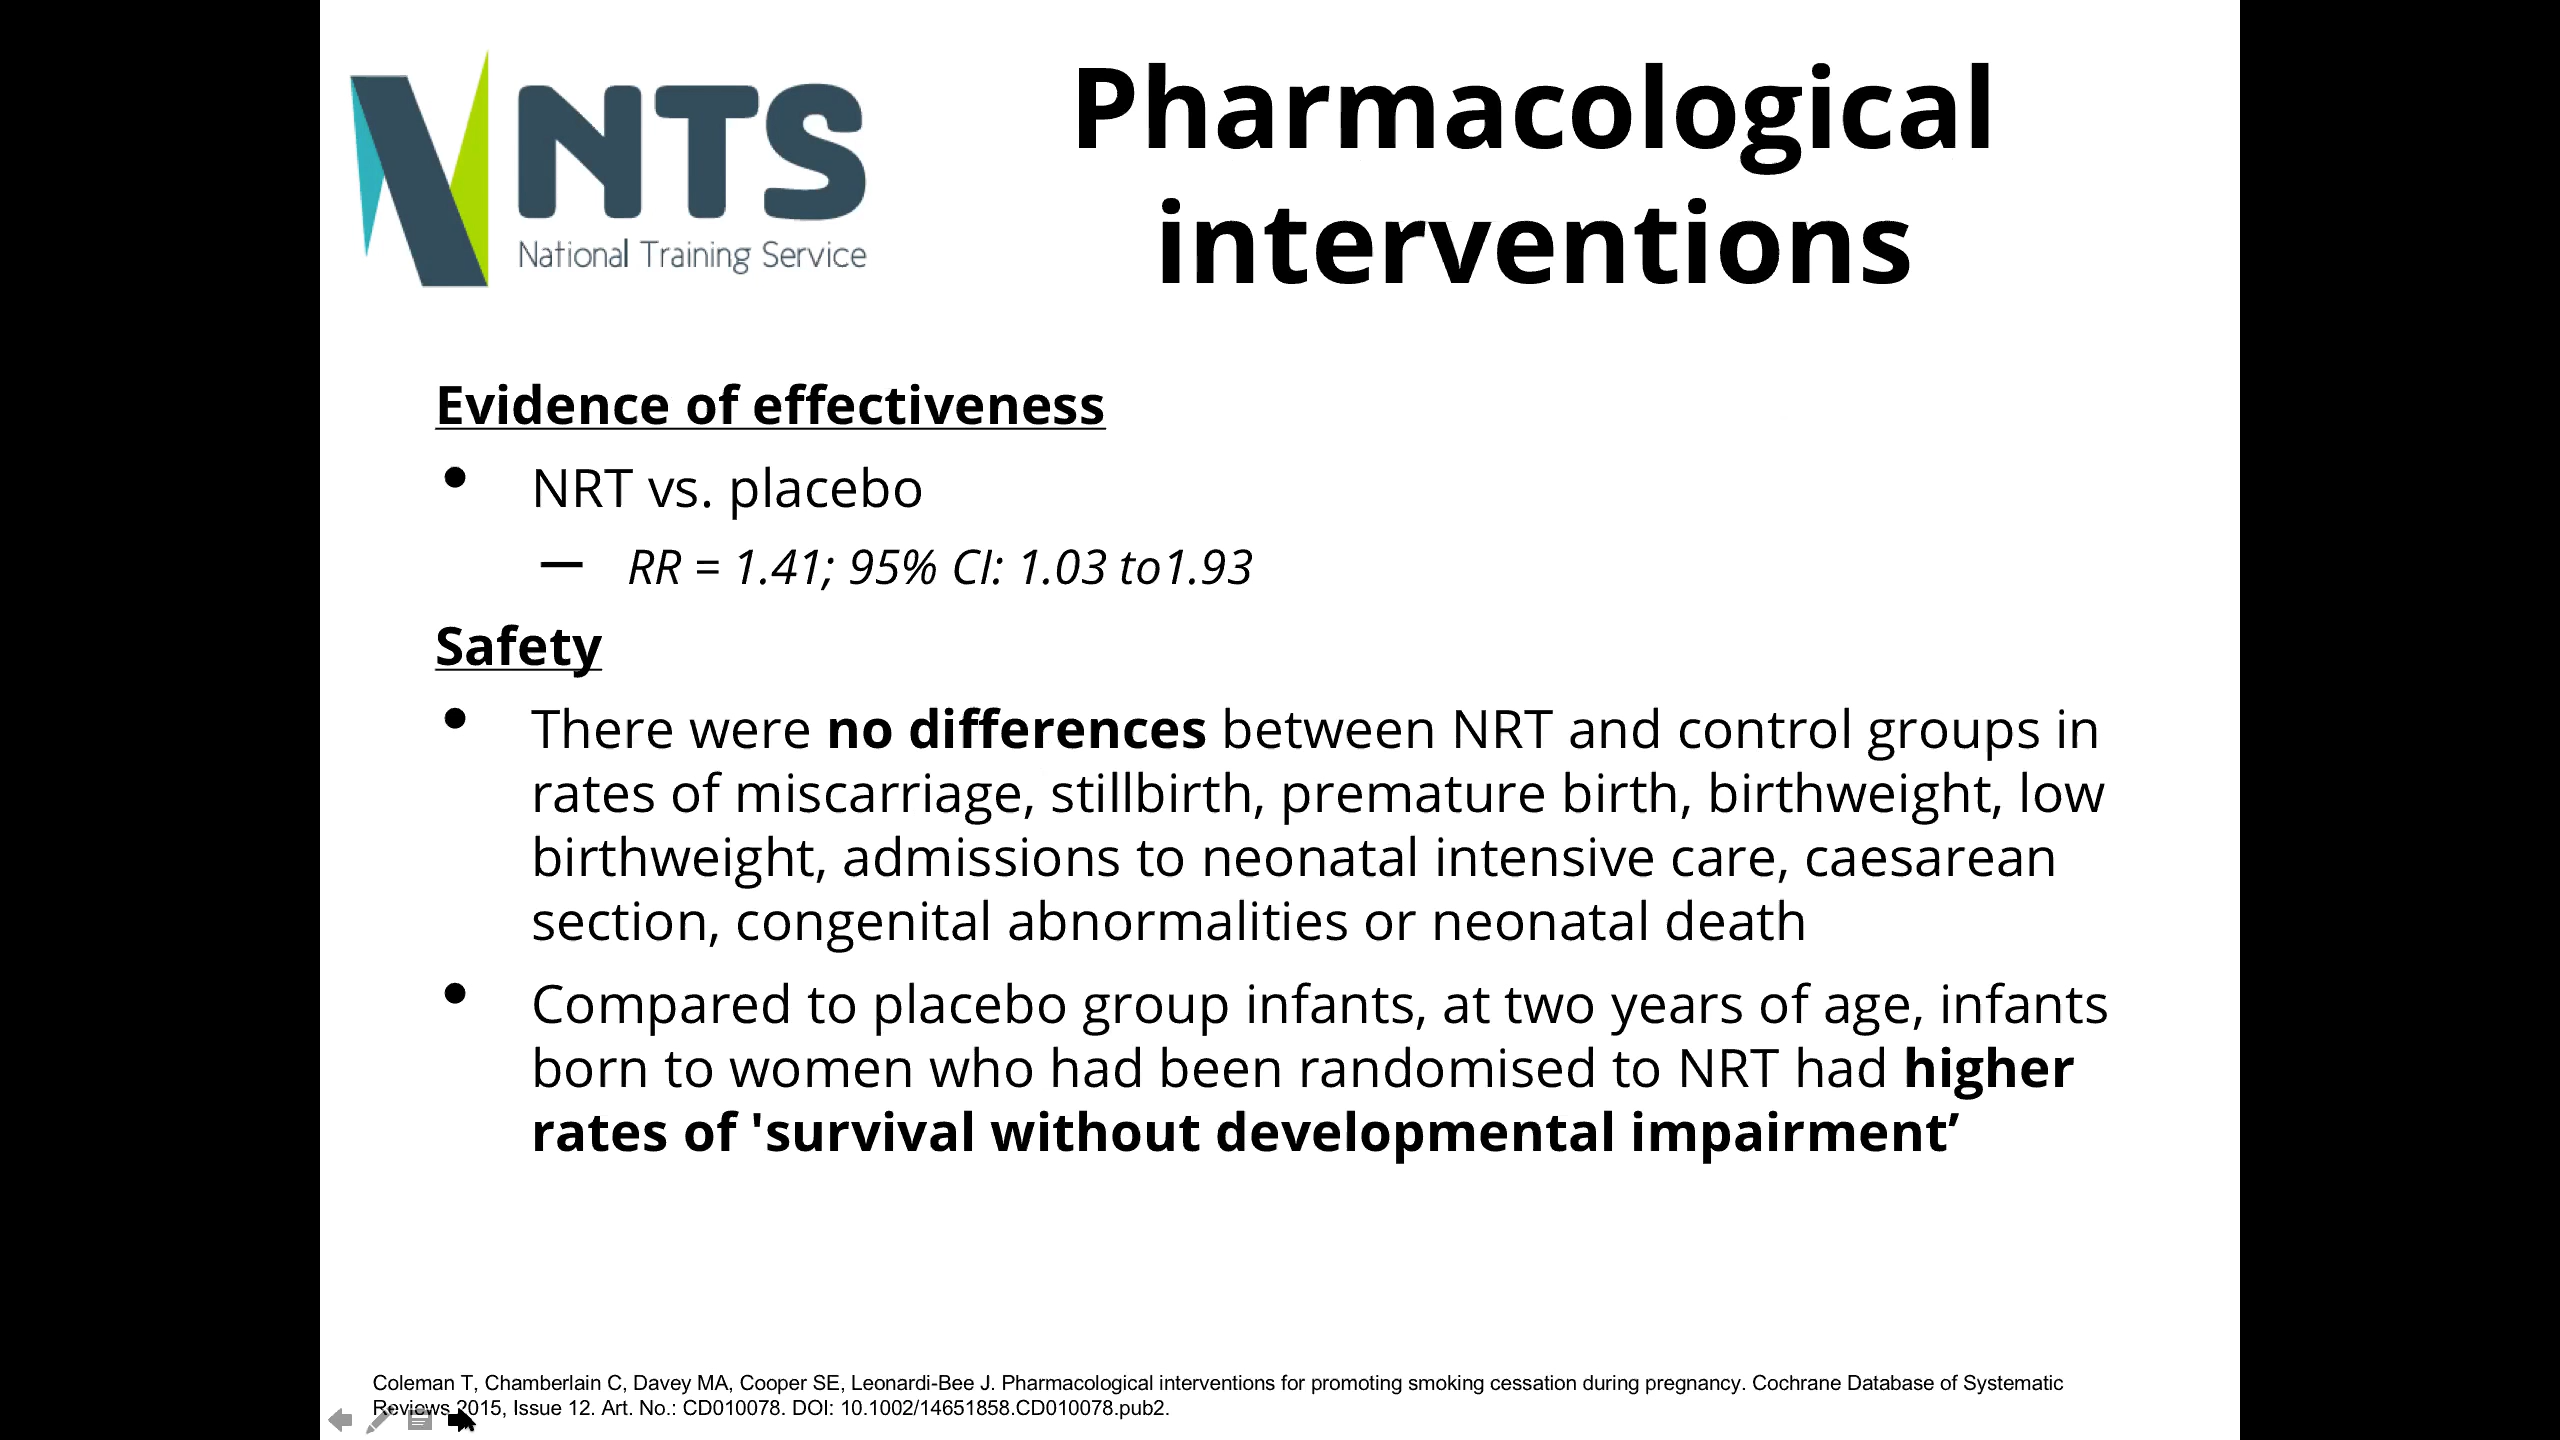 NTS
National Training Service
Pharmacological
interventions
Evidence of effectiveness
• NRT vs. placebo
– RR = 1.41; 95% CI: 1.03 to1.93
Safety
• There were no differences between NRT and control groups in
rates of miscarriage, stillbirth, premature birth, birthweight, low
birthweight, admissions to neonatal intensive care, caesarean
section, congenital abnormalities or neonatal death
• Compared to placebo group infants, at two years of age, infants
born to women who had been randomised to NRT had higher
rates of 'survival without developmental impairment’
Coleman T, Chamberlain C, Davey MA, Cooper SE, Leonardi-Bee J. Pharmacological interventions for promoting smoking cessation during pregnancy. Cochrane Database of Systematic
Reviews 2015, Issue 12. Art. No.: CD010078. DOI: 10.1002/14651858.CD010078.pub2.